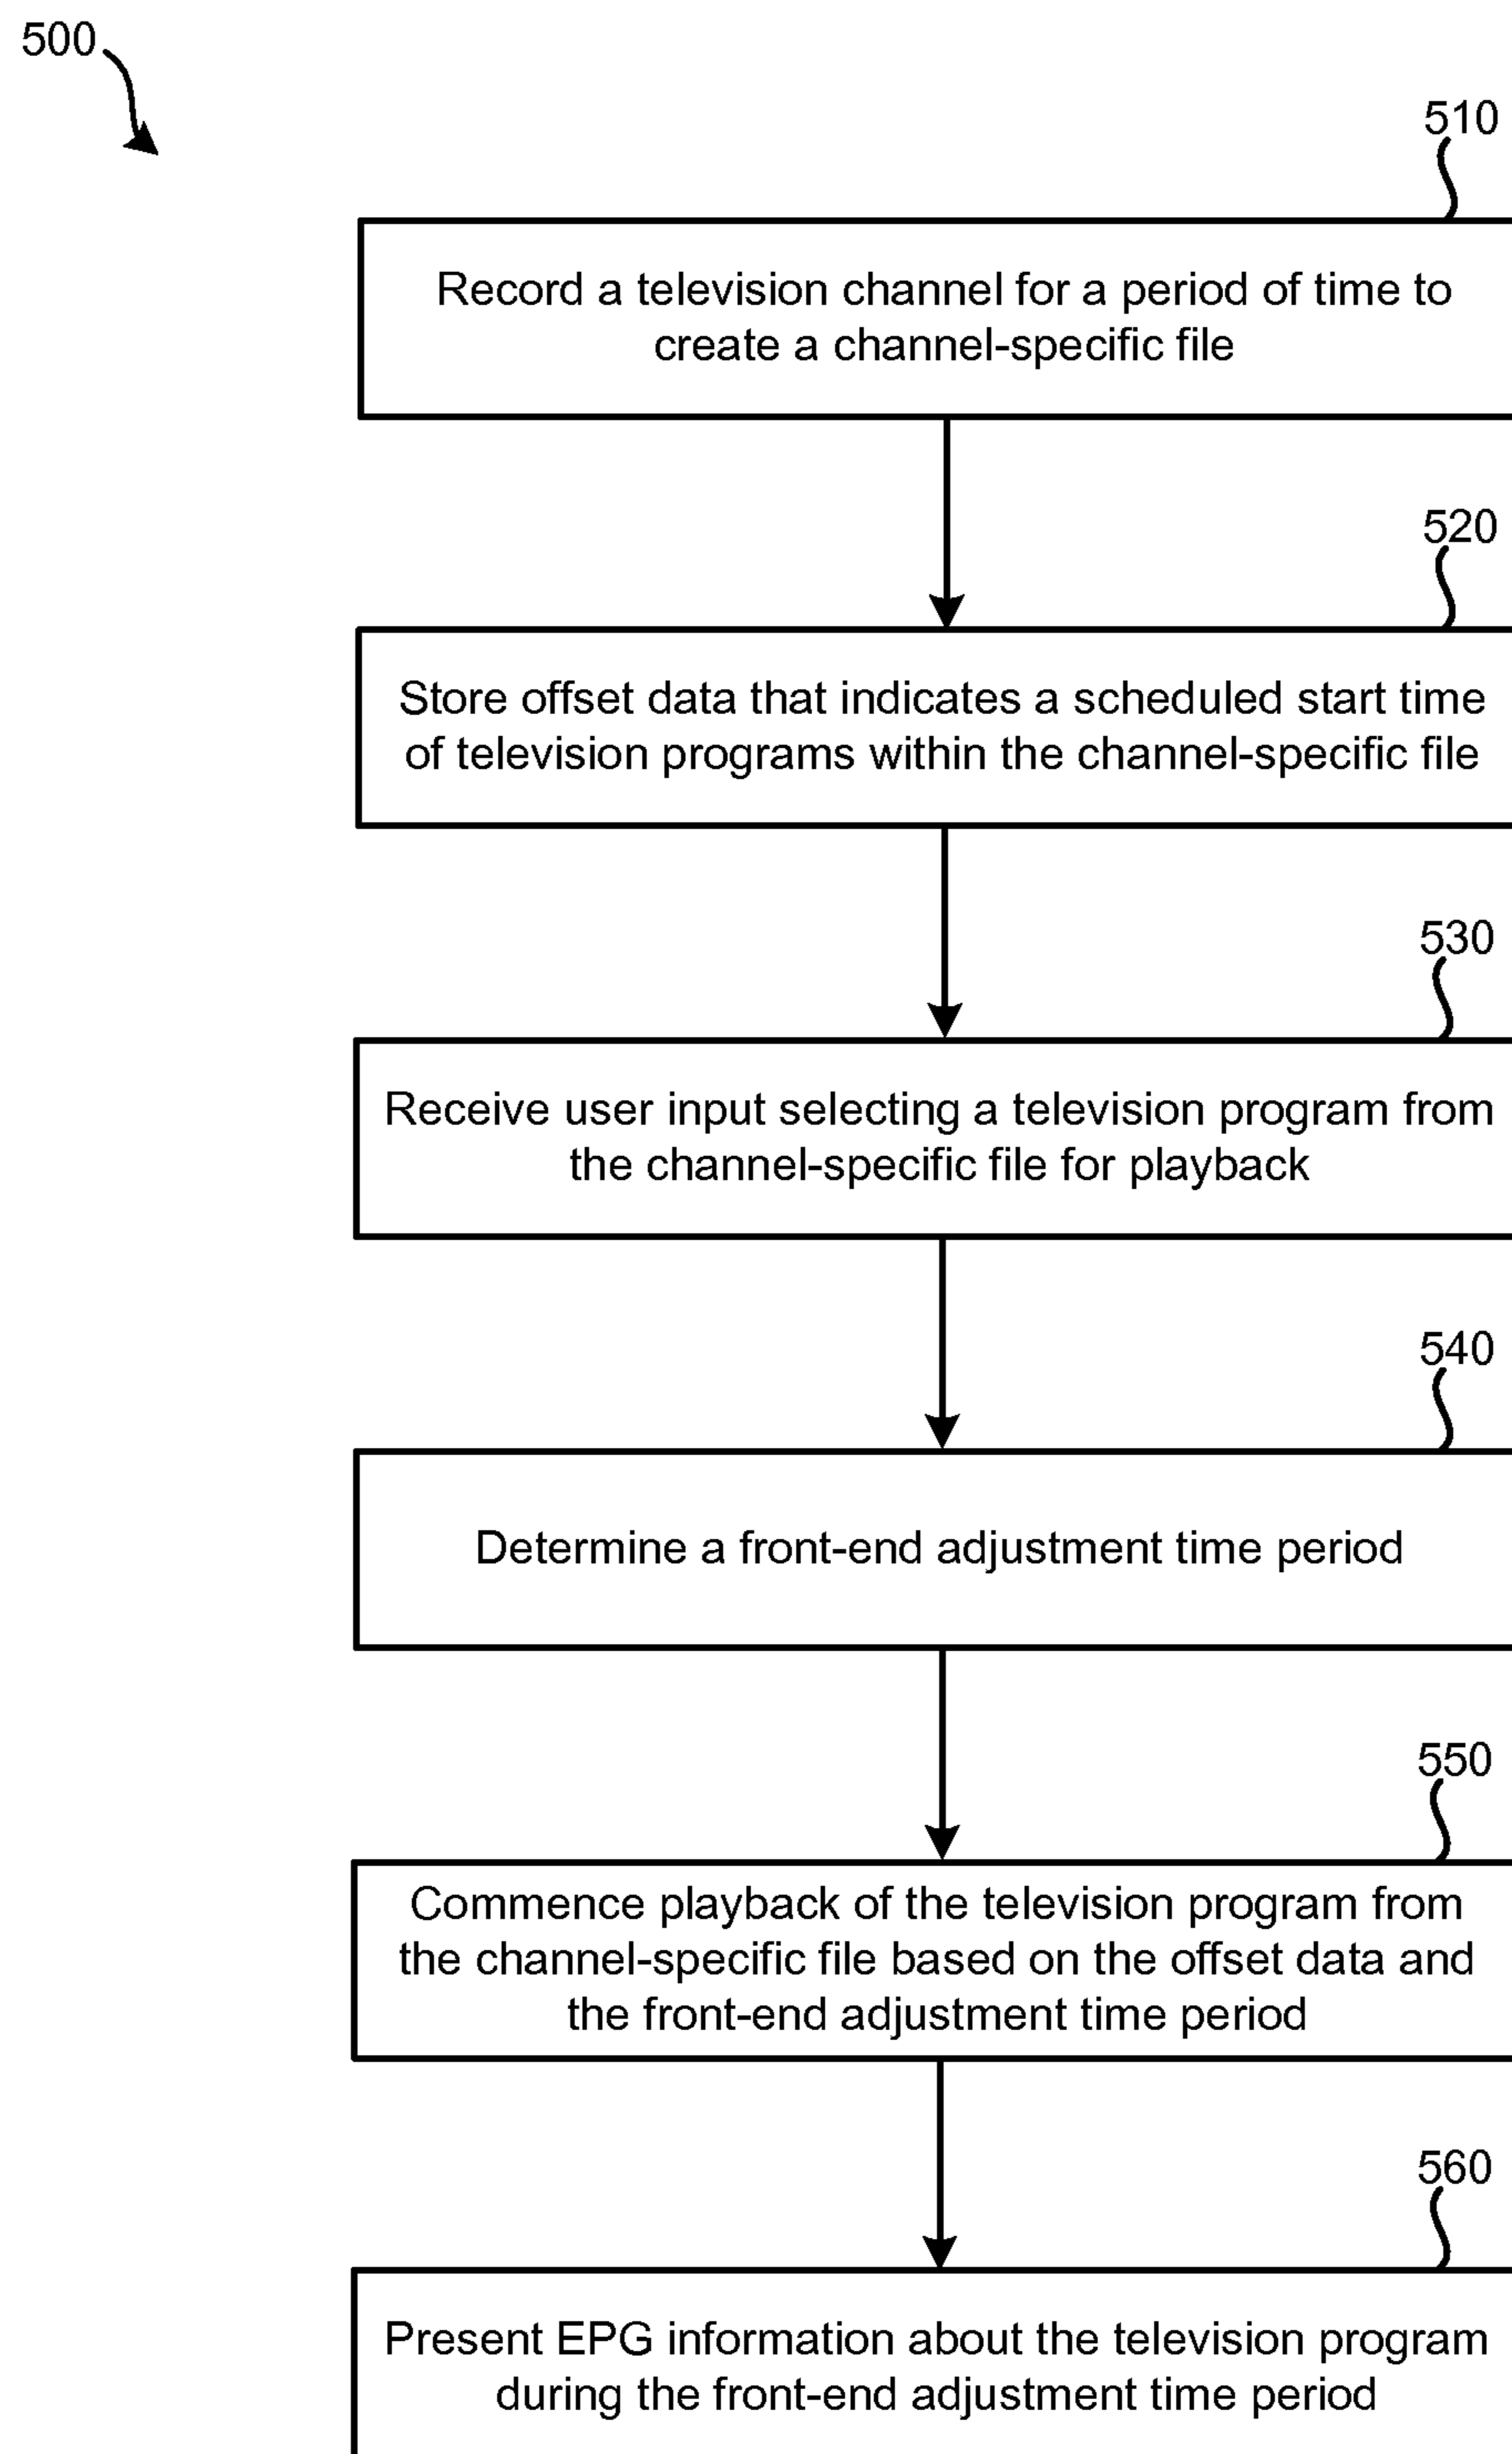 500
510
Record a television channel for a period of time to
create a channel-specific file
520
Store offset data that indicates a scheduled start time
of television programs within the channel-specific file
530
Receive user input selecting a television program from
the channel-specific file for playback
540
Determine a front-end adjustment time period
550
Commence playback of the television program from
the channel-specific file based on the offset data and
the front-end adjustment time period
560
Present EPG information about the television program
during the front-end adjustment time period